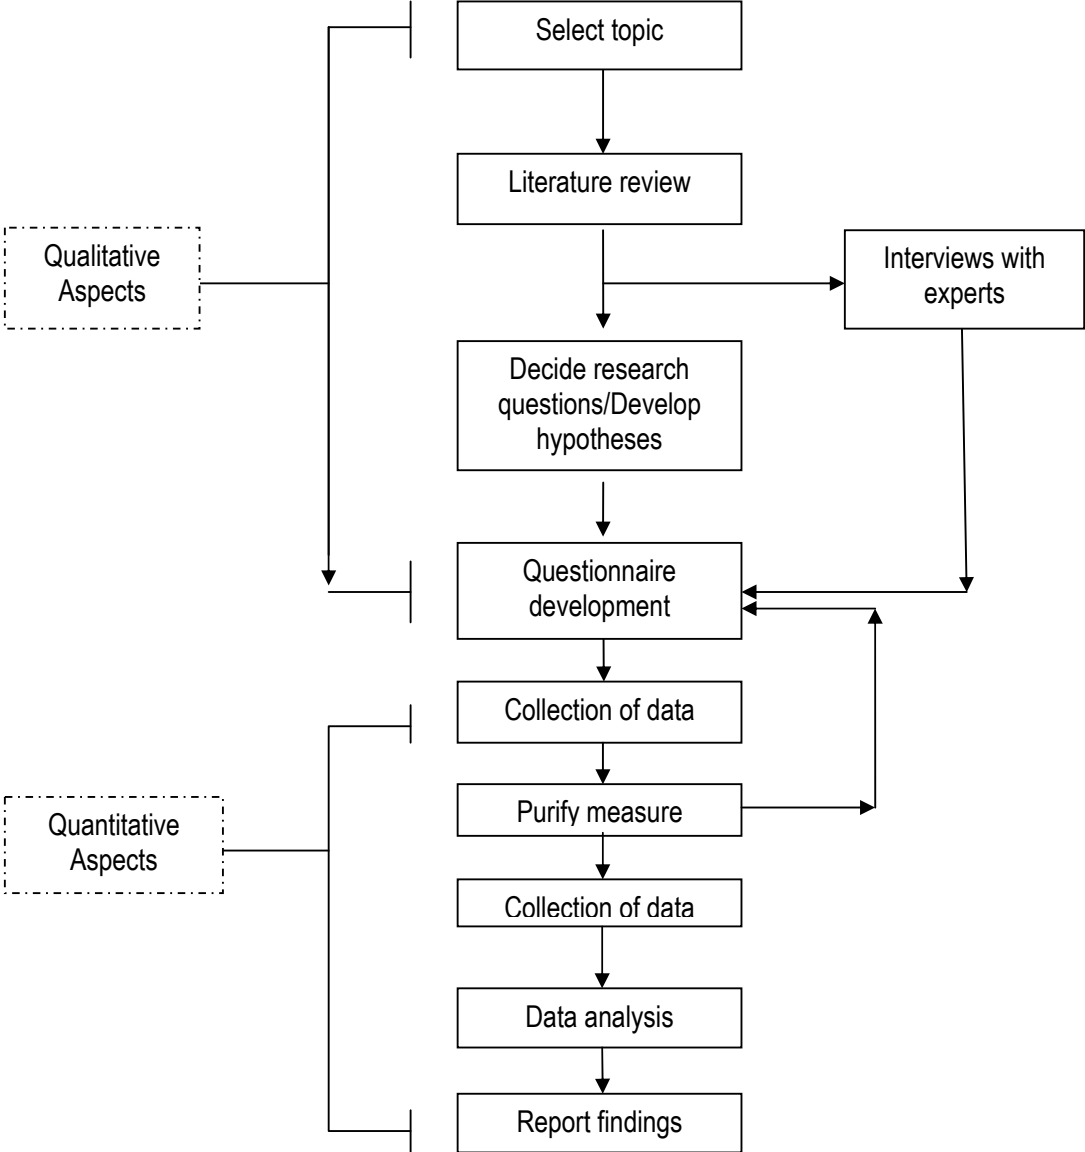 Select topic
Literature review
Qualitative
Aspects
Interviews with
experts
Decide research
questions/Develop
hypotheses
Questionnaire
development
Collection of data
Purify measure
Quantitative
Aspects
Collection of data
Data analysis
Report findings